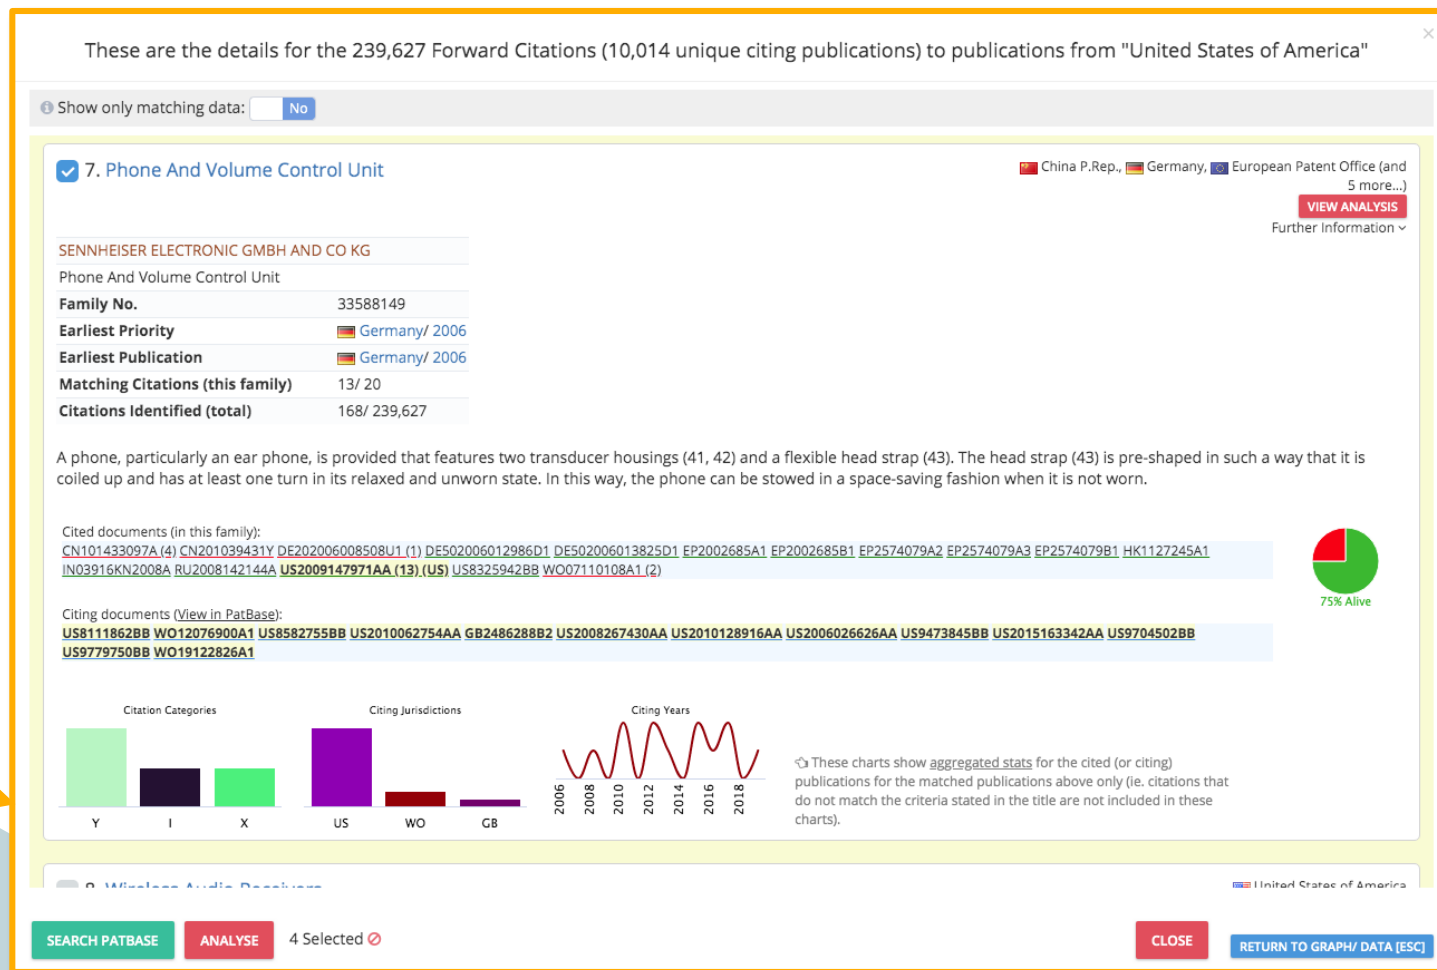 These are the details for the 239,627 Forward Citations (10,014 unique citing publications) to publications from "United States of America"
×
Show only matching data: No
7. Phone And Volume Control Unit
China P.Rep., Germany, European Patent Office (and
5 more...)
VIEW ANALYSIS
Further Information
SENNHEISER ELECTRONIC GMBH AND CO KG
Phone And Volume Control Unit
Family No. 33588149
Earliest Priority Germany/ 2006
Earliest Publication Germany/ 2006
Matching Citations (this family) 13/ 20
Citations Identified (total) 168/ 239,627
A phone, particularly an ear phone, is provided that features two transducer housings (41, 42) and a flexible head strap (43). The head strap (43) is pre-shaped in such a way that it is
coiled up and has at least one turn in its relaxed and unworn state. In this way, the phone can be stowed in a space-saving fashion when it is not worn.
Cited documents (in this family):
CN101433097A (4) CN201039431Y DE202006008508U1 (1) DE502006012986D1 DE502006013825D1 EP2002685A1 EP2002685B1 EP2574079A2 EP2574079A3 EP2574079B1 HK1127245A1
IN03916KN2008A RU2008142144A US2009147971AA (13) (US) US8325942BB WO07110108A1 (2)
75% Alive
Citing documents (View in PatBase):
US8111862BB WO12076900A1 US8582755BB US2010062754AA GB2486288B2 US2008267430AA US2010128916AA US2006026626AA US9473845BB US2015163342AA US9704502BB
US9779750BB WO19122826A1
Citation Categories
Y I X
Citing Jurisdictions
US WO GB
Citing Years
2006 2008 2010 2012 2014 2016 2018
These charts show aggregated stats for the cited (or citing)
publications for the matched publications above only (ie. citations that
do not match the criteria stated in the title are not included in these
charts).
8. Wireless Audio Receivers
United States of America
SEARCH PATBASE
ANALYSE
4 Selected
CLOSE
RETURN TO GRAPH/ DATA [ESC]